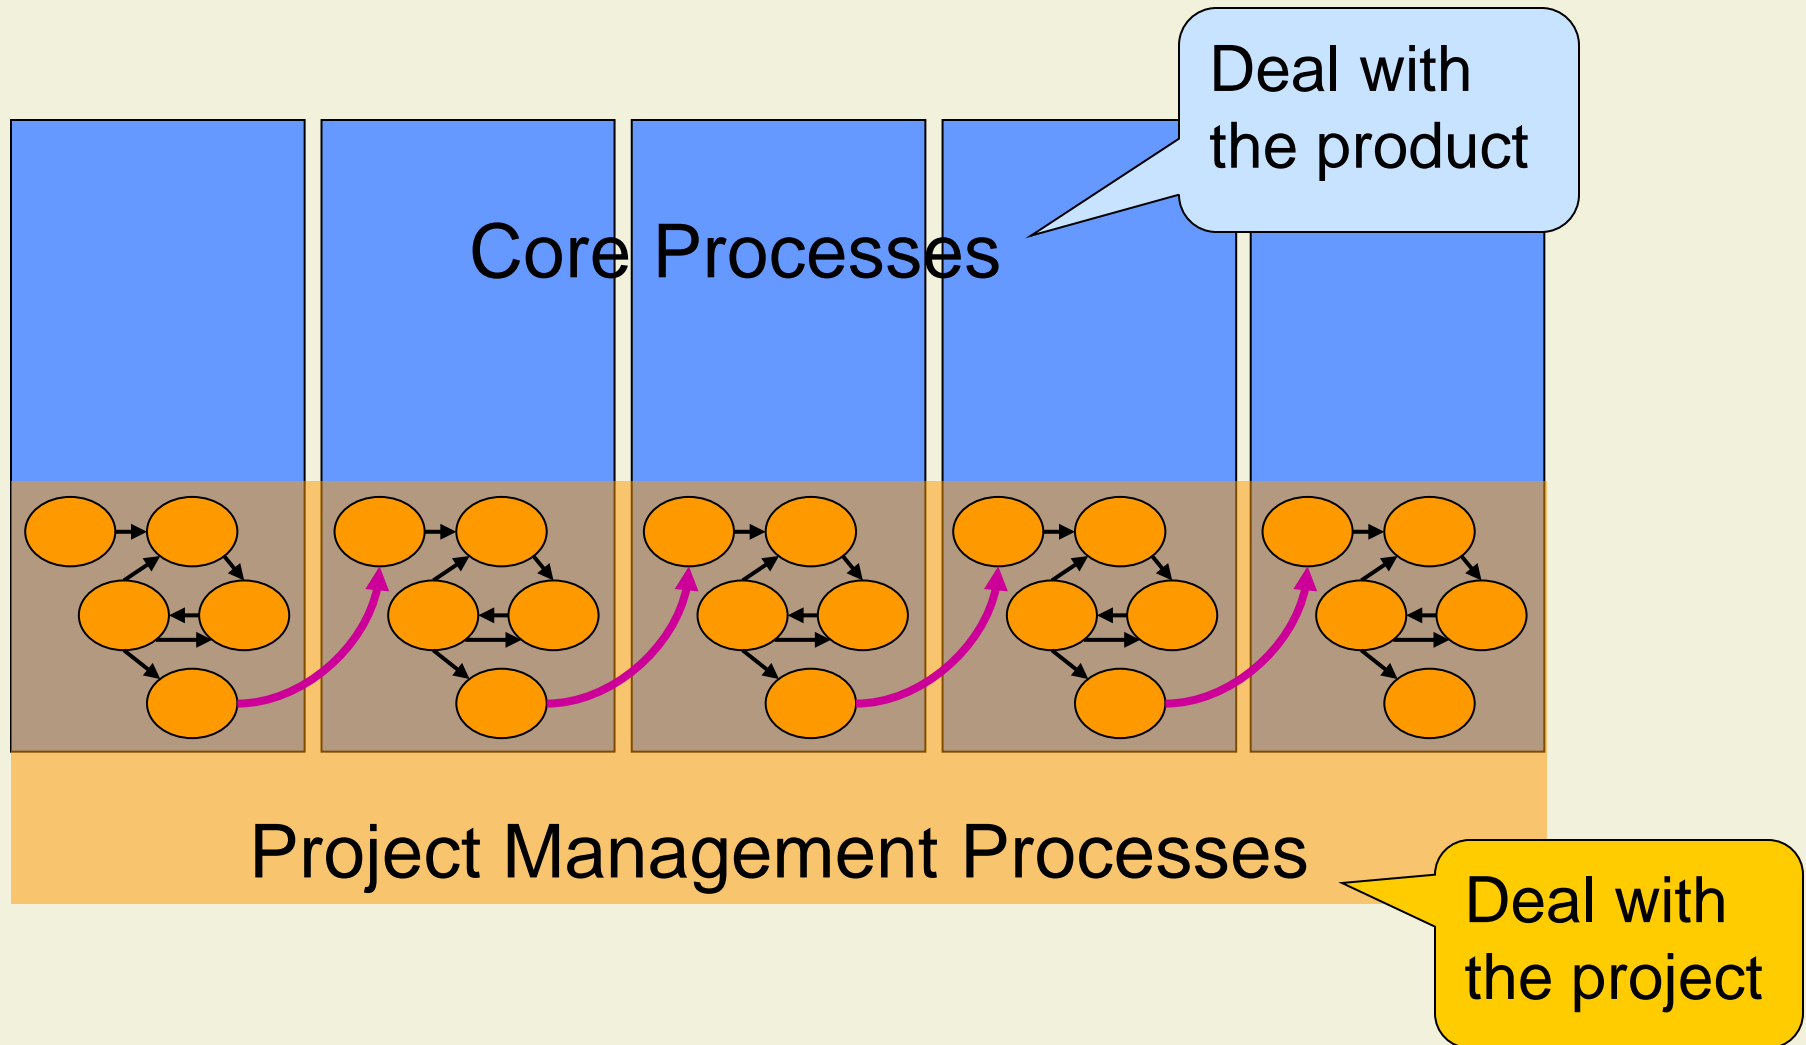 Deal with
the product
Core Processes
Project Management Processes
Deal with
the project